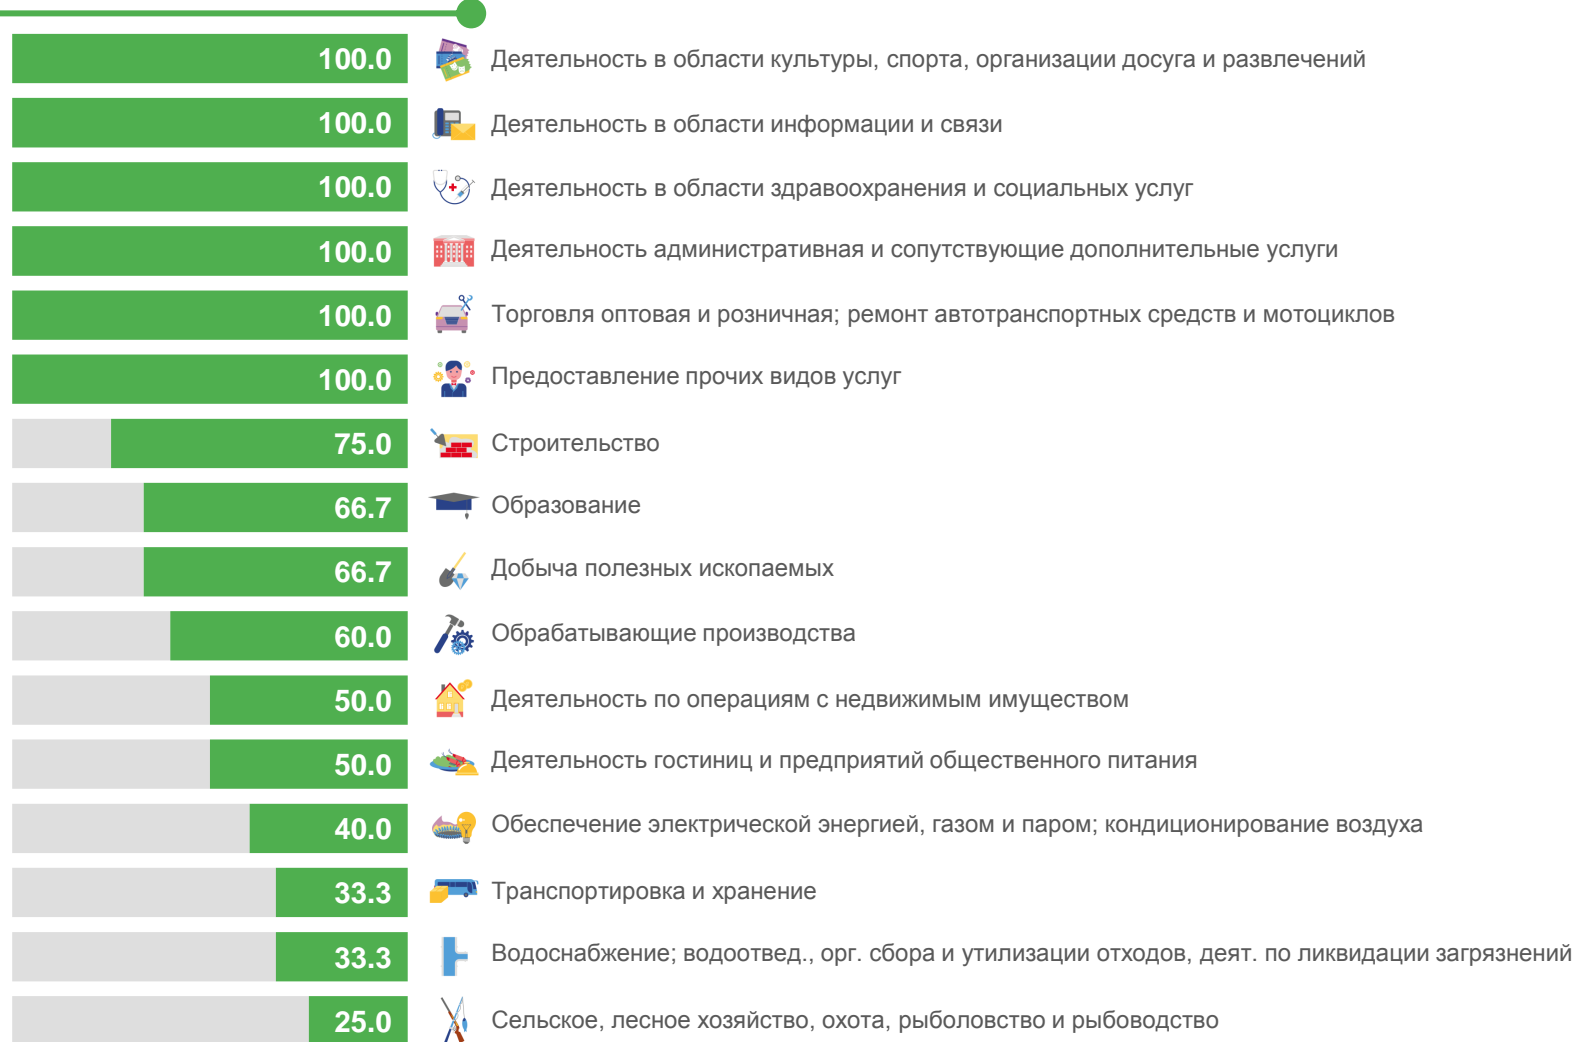 100.0 Деятельность в области культуры, спорта, организации досуга и развлечений
100.0 Деятельность в области информации и связи
100.0 Деятельность в области здравоохранения и социальных услуг
100.0 Деятельность административная и сопутствующие дополнительные услуги
100.0 Торговля оптовая и розничная; ремонт автотранспортных средств и мотоциклов
100.0 Предоставление прочих видов услуг
75.0 Строительство
66.7 Образование
66.7 Добыча полезных ископаемых
60.0 Обрабатывающие производства
50.0 Деятельность по операциям с недвижимым имуществом
50.0 Деятельность гостиниц и предприятий общественного питания
40.0 Обеспечение электрической энергией, газом и паром; кондиционирование воздуха
33.3 Транспортировка и хранение
33.3 Водоснабжение; водоотвед., орг. сбора и утилизации отходов, деят. по ликвидации загрязнений
25.0 Сельское, лесное хозяйство, охота, рыболовство и рыбоводство